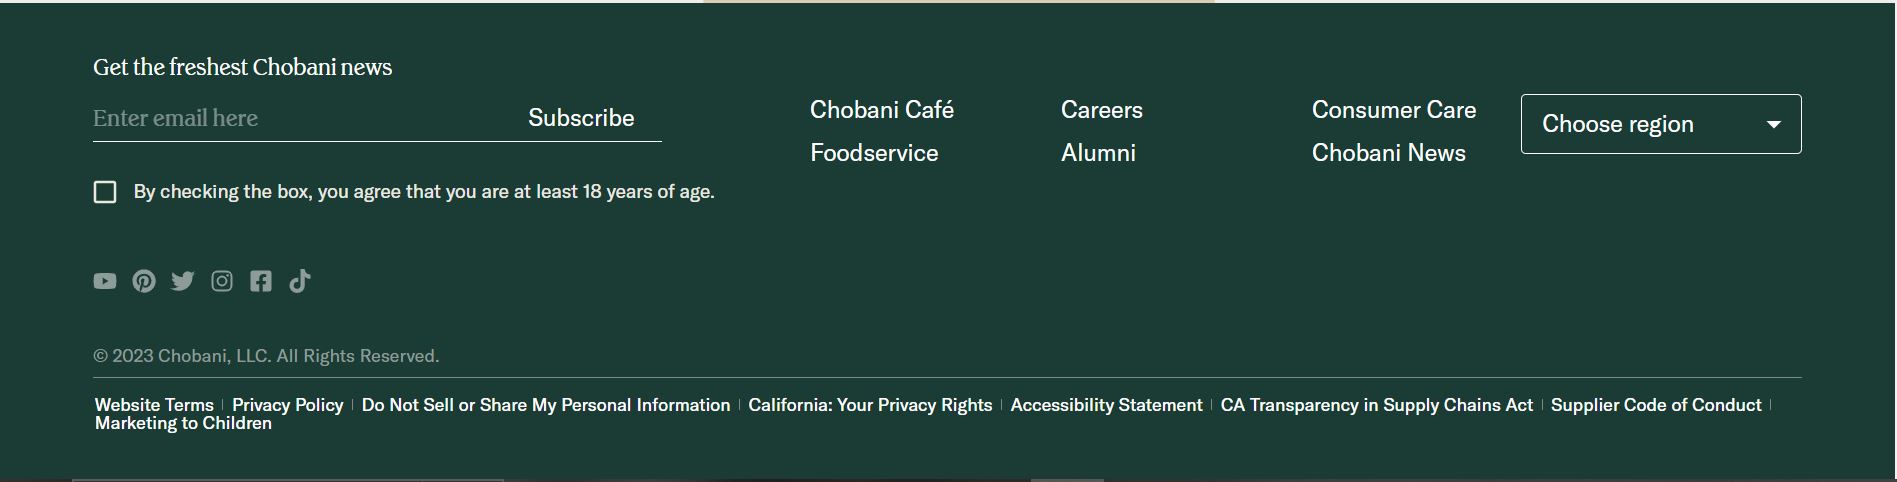 Get the freshest Chobani news
Enter email here
Subscribe
By checking the box, you agree that you are at least 18 years of age.
Chobani Café
Foodservice
Careers
Alumni
Consumer Care
Chobani News
Choose region
© 2023 Chobani, LLC. All Rights Reserved.
Website Terms | Privacy Policy | Do Not Sell or Share My Personal Information | California: Your Privacy Rights | Accessibility Statement | CA Transparency in Supply Chains Act | Supplier Code of Conduct |
Marketing to Children